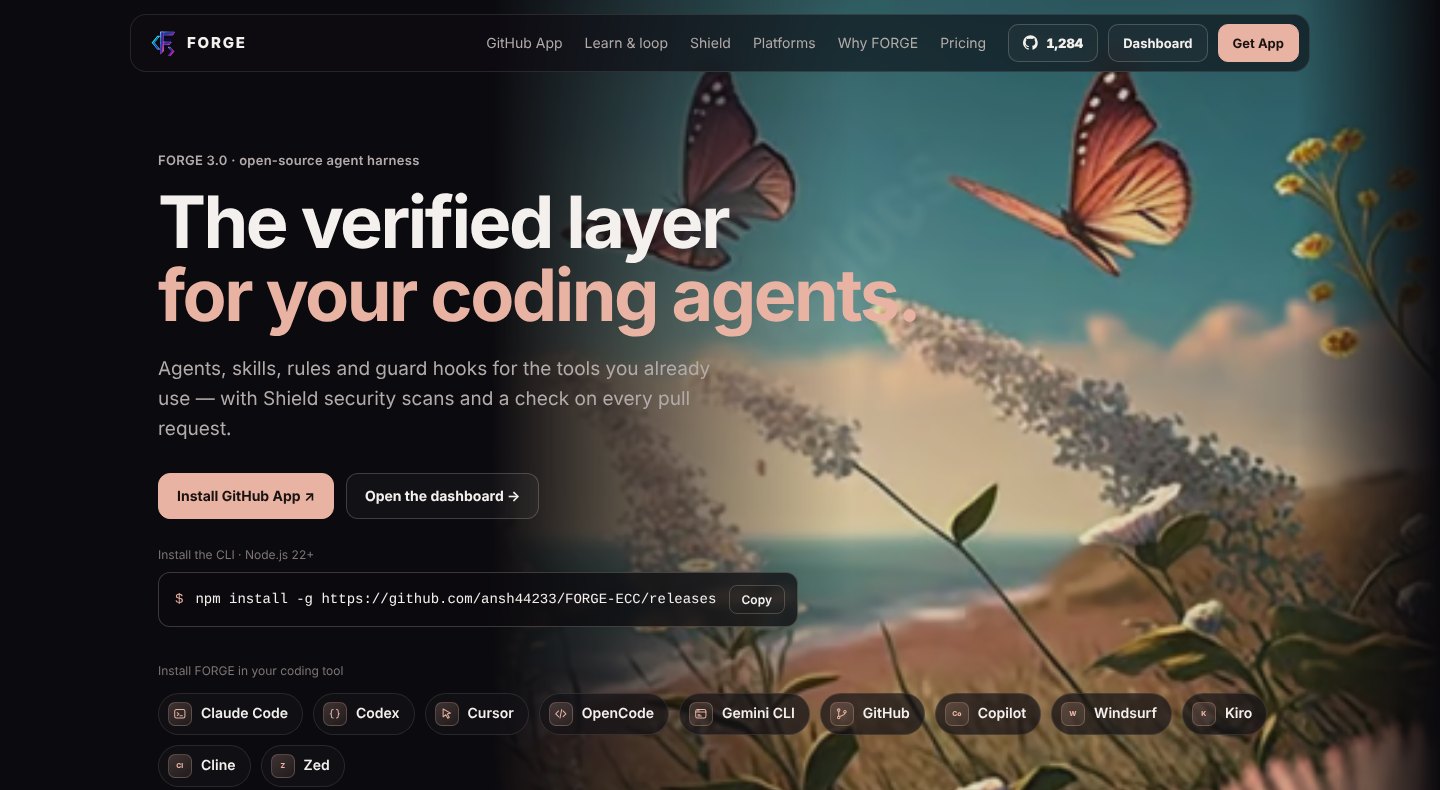 FORGE
GitHub App
Learn & loop
Shield
Platforms
Why FORGE
Pricing
1,284
Dashboard
Get App
FORGE 3.0 · open-source agent harness
The verified layer
for your coding agents.
Agents, skills, rules and guard hooks for the tools you already
use — with Shield security scans and a check on every pull
request.
Install GitHub App ↗
Open the dashboard →
Install the CLI · Node.js 22+
$ npm install -g https://github.com/ansh44233/FORGE-ECC/releases
Copy
Install FORGE in your coding tool
Claude Code
{} Codex
Cursor
</> OpenCode
Gemini CLI
GitHub
Co Copilot
W Windsurf
K Kiro
Cl Cline
Z Zed